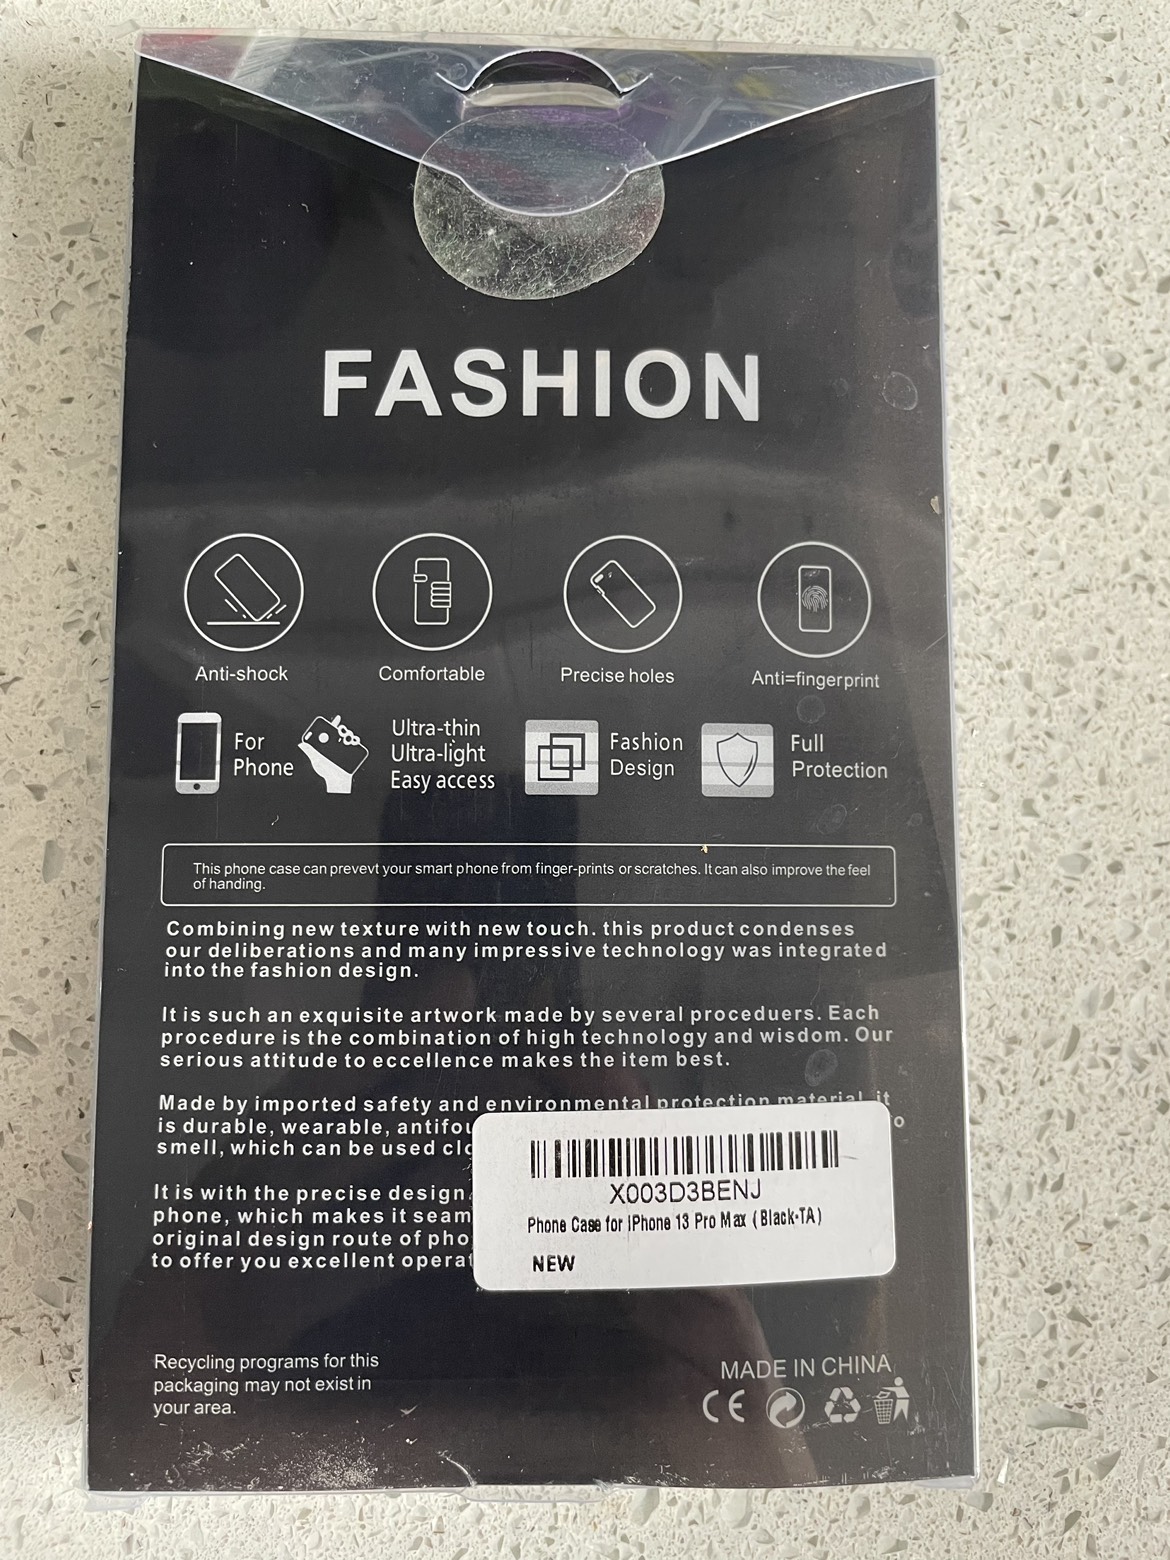 FASHION
Anti-shock
Comfortable
Precise holes
Anti=fingerprint
For
Phone
Ultra-thin
Ultra-light
Easy access
Fashion
Design
Full
Protection
This phone case can prevevt your smart phone from finger-prints or scratches. It can also improve the feel
of handing.
Combining new texture with new touch. this product condenses
our deliberations and many impressive technology was integrated
into the fashion design.
It is such an exquisite artwork made by several proceduers. Each
procedure is the combination of high technology and wisdom. Our
serious attitude to eccellence makes the item best.
Made by imported safety and environmental protection material, it
is durable, wearable,
smell, which can be used
It is with the precise design
phone, which makes it
original design route of
to offer you excellent
X003D3BENJ
Phone Case for iPhone 13 Pro Max (Black-TA)
NEW
Recycling programs for this
packaging may not exist in
your area.
MADE IN CHINA
CE